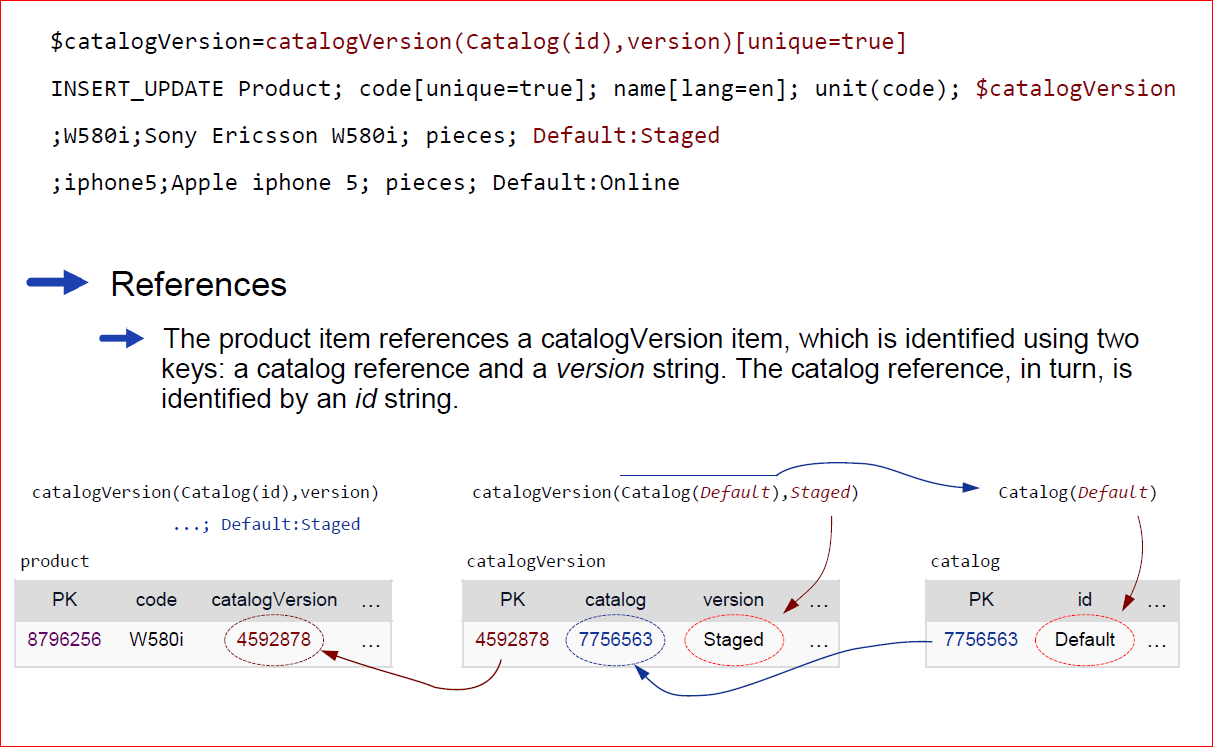 $catalogVersion=catalogVersion(Catalog(id),version)[unique=true]
INSERT_UPDATE Product; code[unique=true]; name[lang=en]; unit(code); $catalogVersion
;W580i;Sony Ericsson W580i; pieces; Default:Staged
;iphone5;Apple iphone 5; pieces; Default:Online
References
The product item references a catalogVersion item, which is identified using two
keys: a catalog reference and a version string. The catalog reference, in turn, is
identified by an id string.
catalogVersion(Catalog(id),version) catalogVersion(Catalog(Default),Staged) Catalog(Default)
...; Default:Staged
product catalogVersion catalog
PK code catalogVersion ... PK catalog version ... PK id ...
8796256 W580i 4592878 ... 4592878 7756563 Staged ... 7756563 Default ...